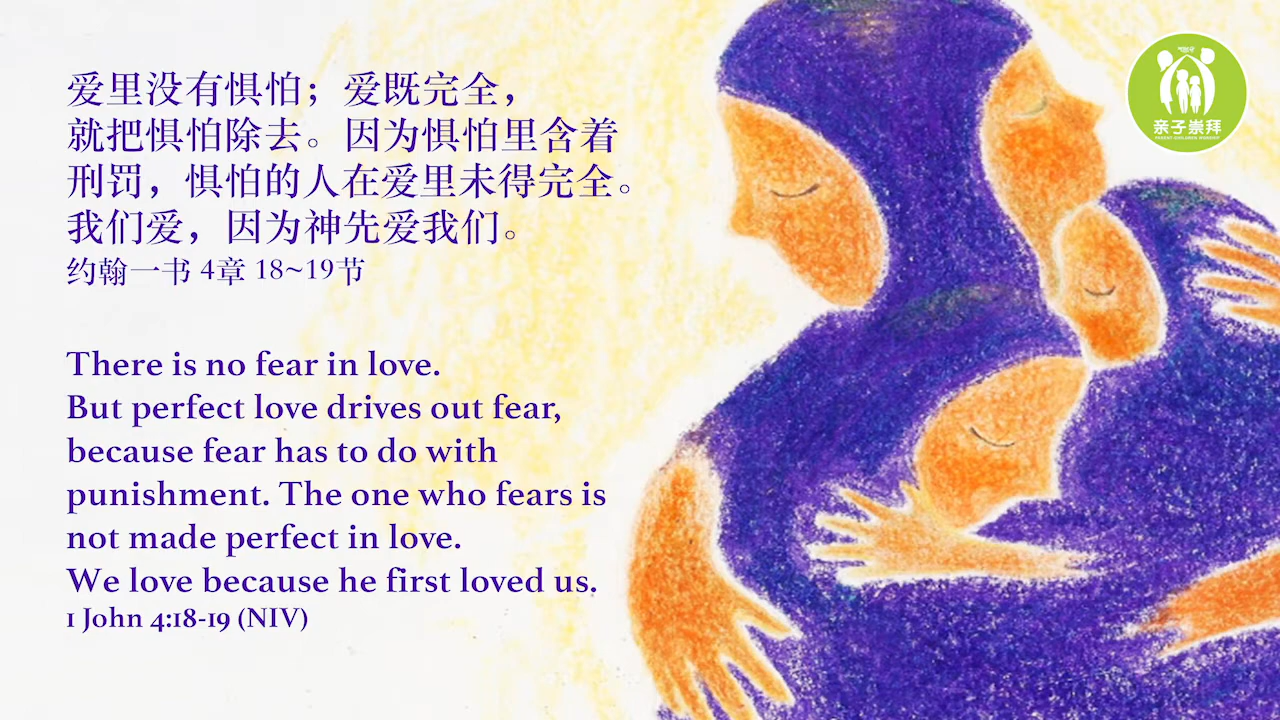 爱里没有惧怕；爱既完全，
就把惧怕除去。因为惧怕里含着
刑罚，惧怕的人在爱里未得完全。
我们爱，因为神先爱我们。
约翰一书 4章 18~19节
There is no fear in love.
But perfect love drives out fear,
because fear has to do with
punishment. The one who fears is
not made perfect in love.
We love because he first loved us.
1 John 4:18-19 (NIV)
亲子崇拜
PARENT-CHILDREN WORSHIP